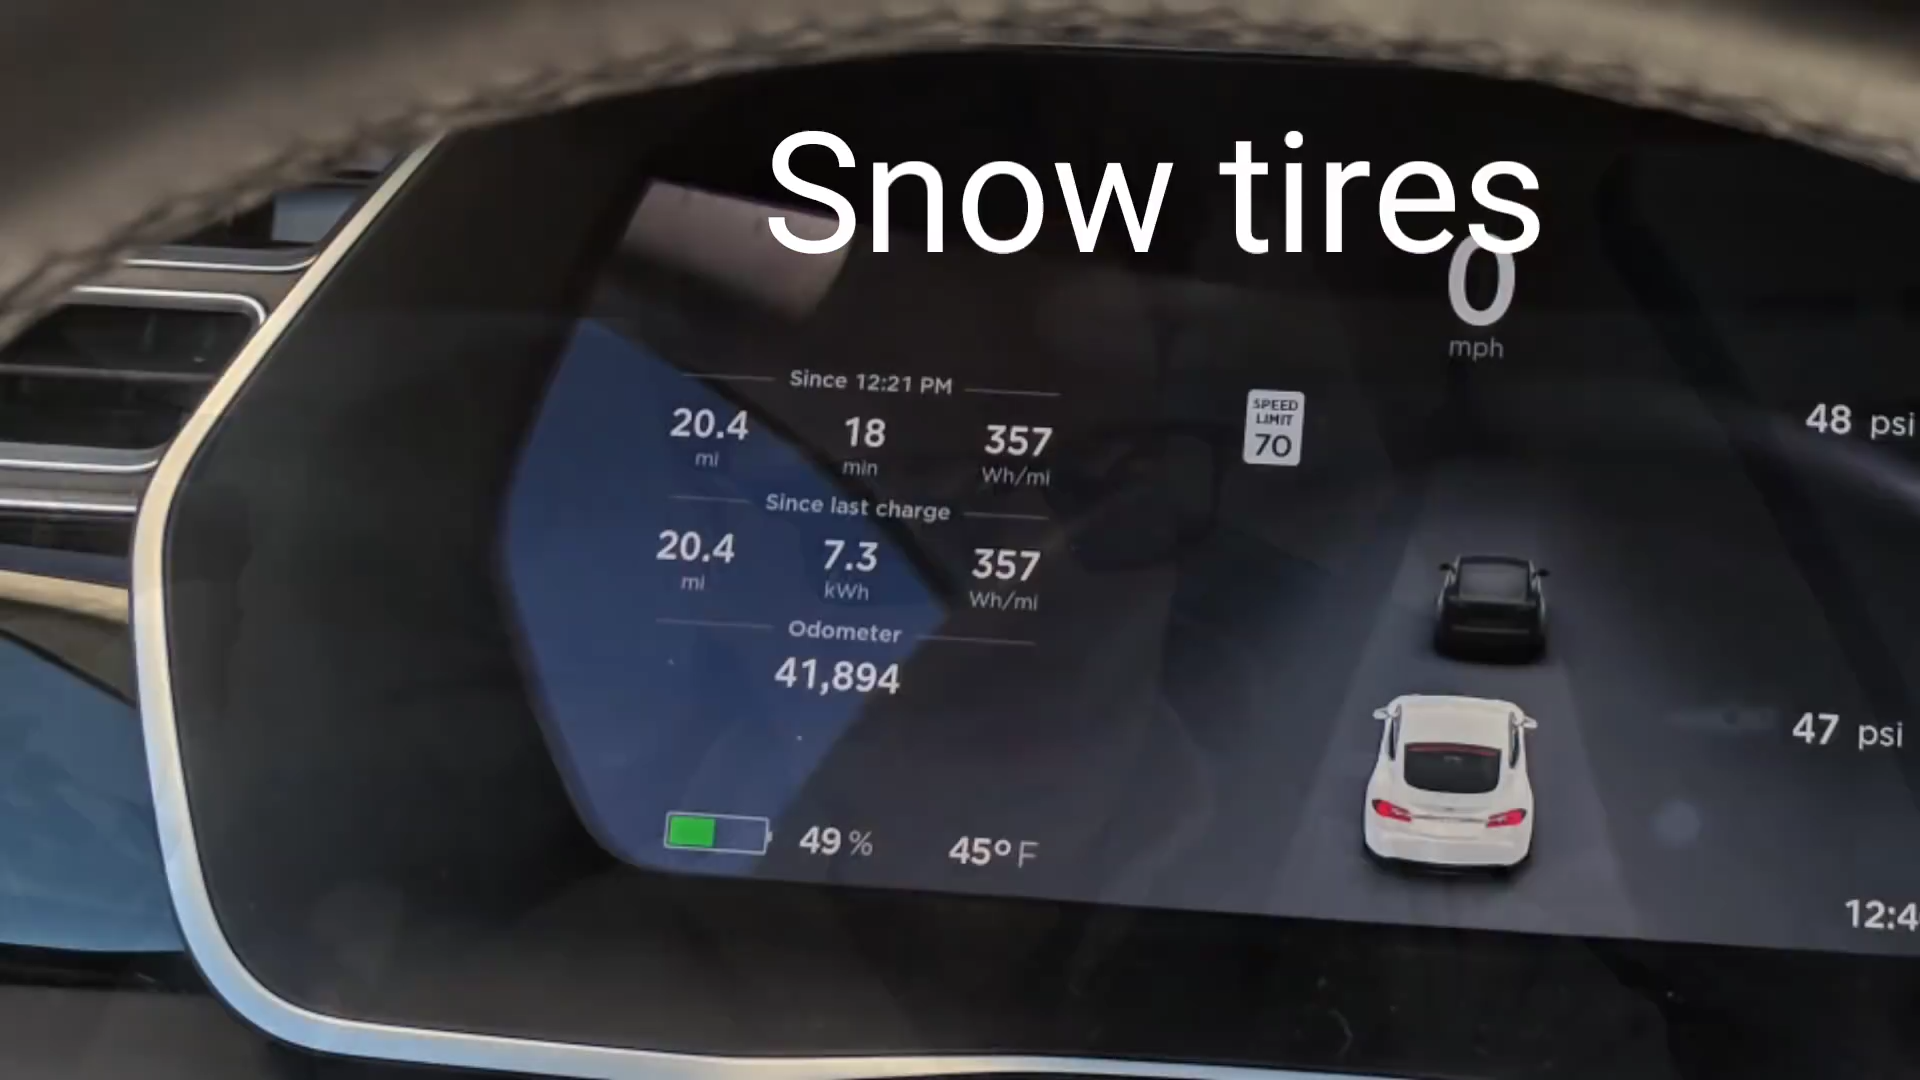 Snow tires
0
mph
Since 12:21 PM
20.4 18 357
mi min Wh/mi
SPEED
LIMIT
70
48 psi
Since last charge
20.4 7.3 357
mi kWh Wh/mi
Odometer
41,894
47 psi
49 % 45° F
12:4